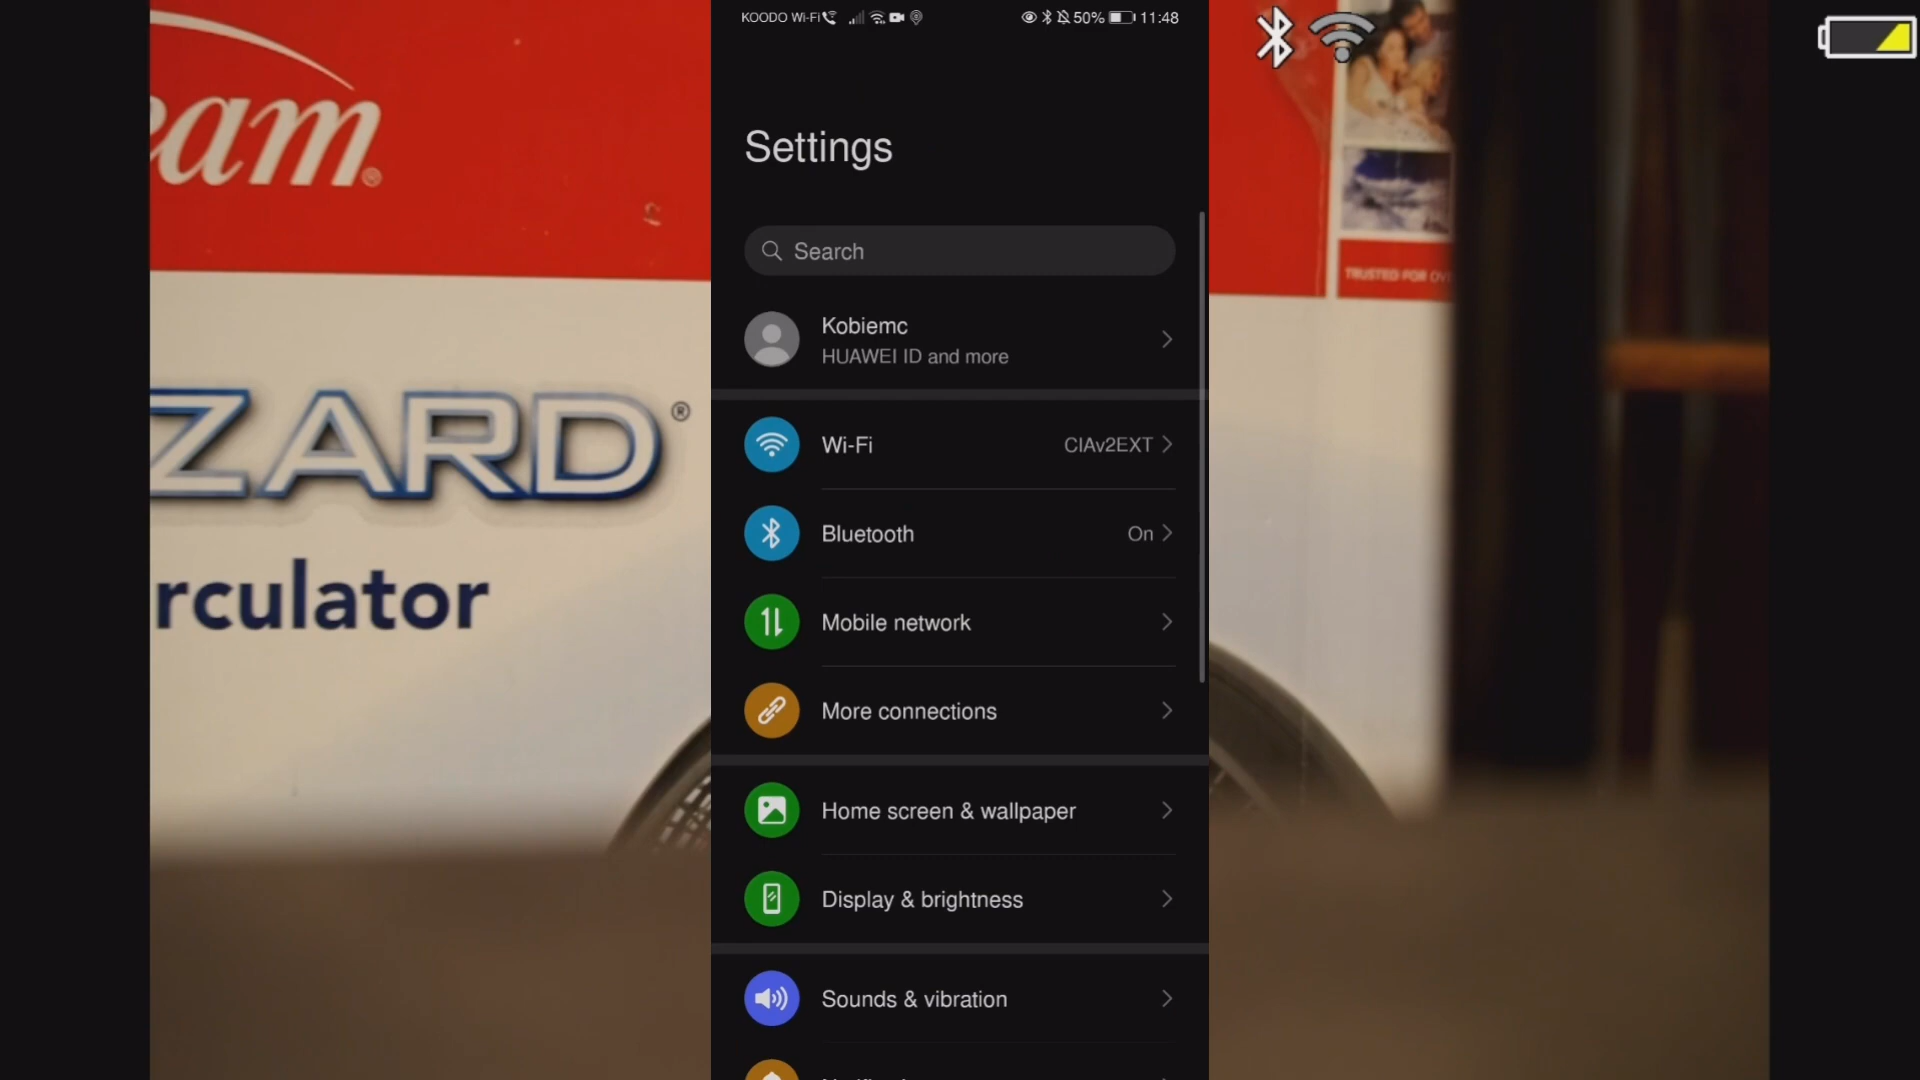 KOODO Wi-Fi
50%
11:48
eam®
TRUSTED FOR OV
ZARD®
rculator
Settings
Search
Kobiemc
HUAWEI ID and more
Wi-Fi
CIAv2EXT
Bluetooth
On
Mobile network
More connections
Home screen & wallpaper
Display & brightness
Sounds & vibration